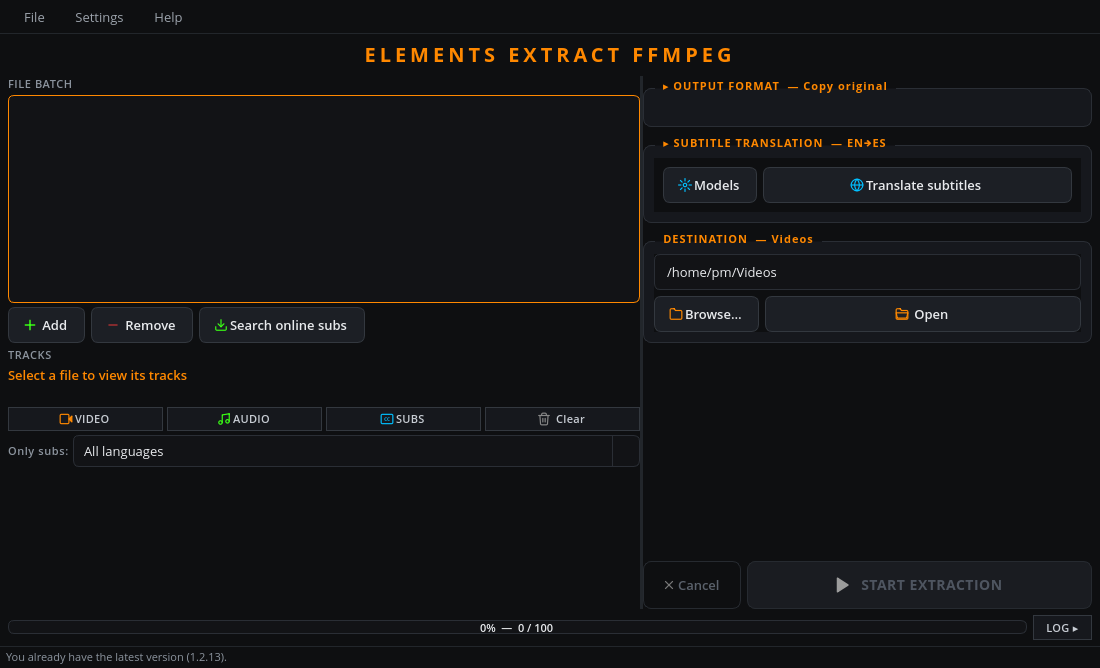 File Settings Help
ELEMENTS EXTRACT FFMPEG
FILE BATCH
Add Remove Search online subs
TRACKS
Select a file to view its tracks
VIDEO AUDIO SUBS Clear
Only subs: All languages
▸ OUTPUT FORMAT — Copy original
▸ SUBTITLE TRANSLATION — EN➔ES
Models Translate subtitles
DESTINATION — Videos
/home/pm/Videos
Browse... Open
Cancel START EXTRACTION
0% — 0 / 100 LOG ▸
You already have the latest version (1.2.13).